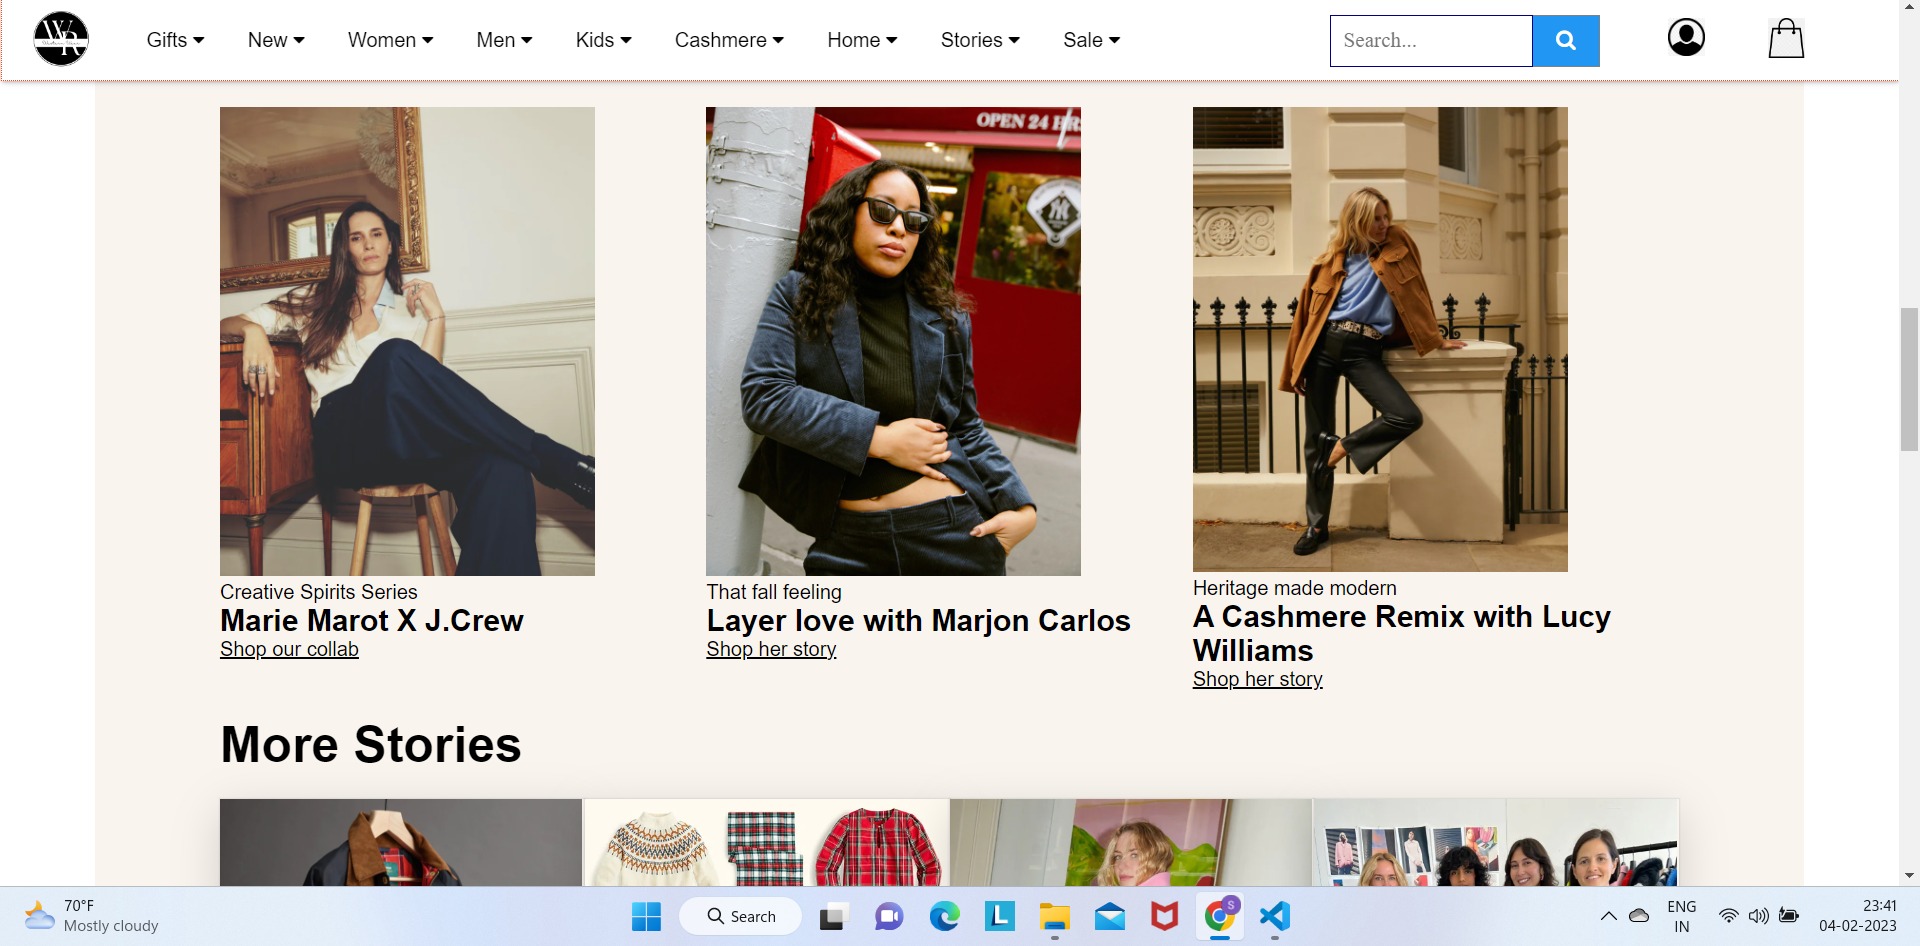 WR
Gifts New Women Men Kids Cashmere Home Stories Sale Search...
OPEN 24 HR
Creative Spirits Series
Marie Marot X J.Crew
Shop our collab
That fall feeling
Layer love with Marjon Carlos
Shop her story
Heritage made modern
A Cashmere Remix with Lucy
Williams
Shop her story
More Stories
70°F
Mostly cloudy
Search
L
S
ENG
IN
23:41
04-02-2023